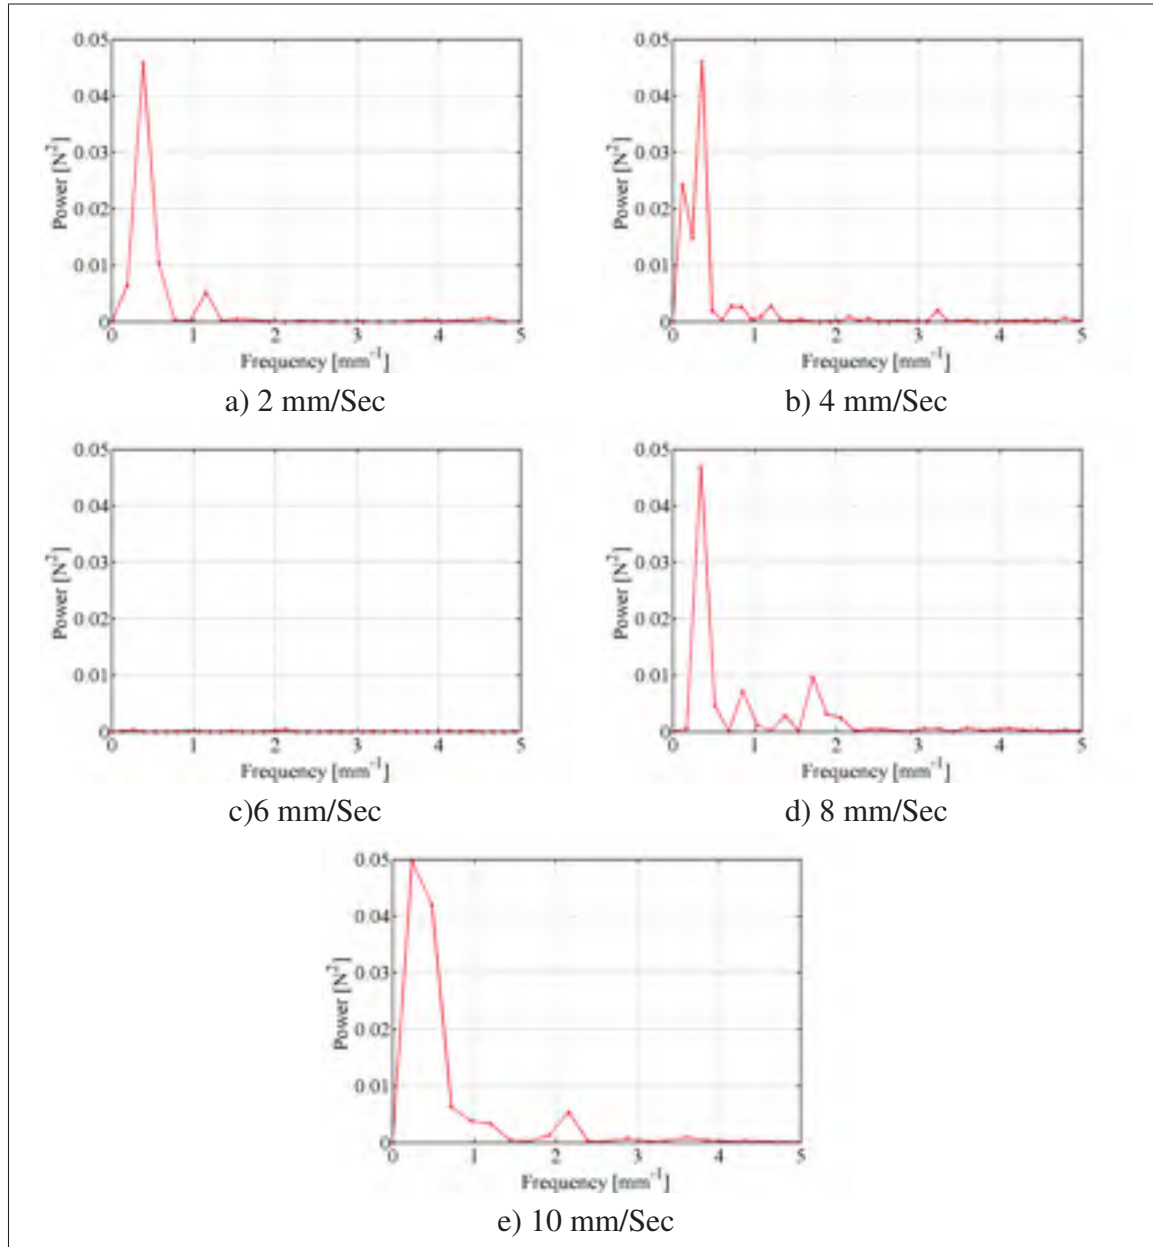 0.05
0.04
0.03
0.02
0.01
0
0 1 2 3 4 5
Power [N²]
Frequency [mm⁻¹]
a) 2 mm/Sec
0.05
0.04
0.03
0.02
0.01
0
0 1 2 3 4 5
Power [N²]
Frequency [mm⁻¹]
b) 4 mm/Sec
0.05
0.04
0.03
0.02
0.01
0
0 1 2 3 4 5
Power [N²]
Frequency [mm⁻¹]
c)6 mm/Sec
0.05
0.04
0.03
0.02
0.01
0
0 1 2 3 4 5
Power [N²]
Frequency [mm⁻¹]
d) 8 mm/Sec
0.05
0.04
0.03
0.02
0.01
0
0 1 2 3 4 5
Power [N²]
Frequency [mm⁻¹]
e) 10 mm/Sec